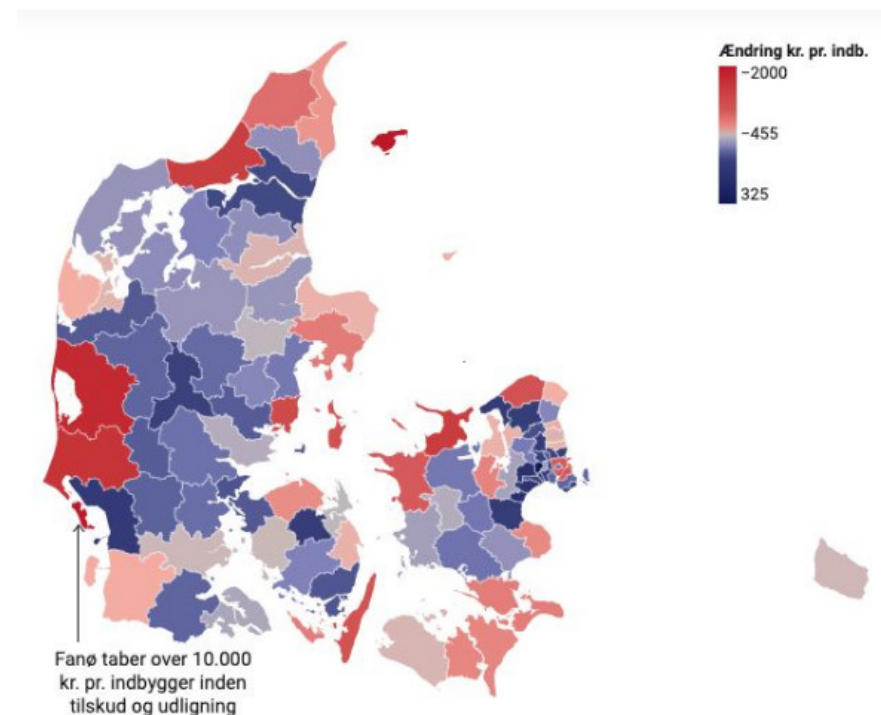 Ændring kr. pr. indb.
−2000
−455
325
Fanø taber over 10.000
kr. pr. indbygger inden
tilskud og udligning